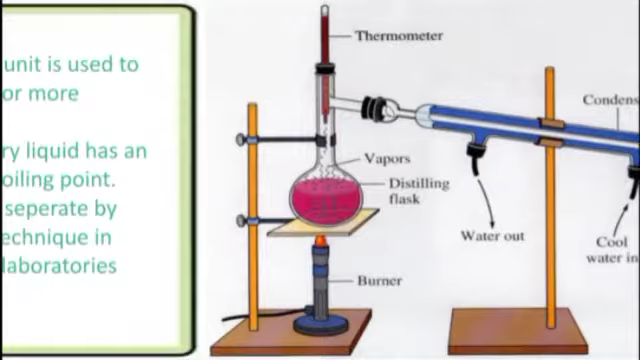 unit is used to
or more
ry liquid has an
oiling point.
seperate by
echnique in
laboratories
Thermometer
Condens
Vapors
Distilling
flask
Water out
Cool
water in
Burner